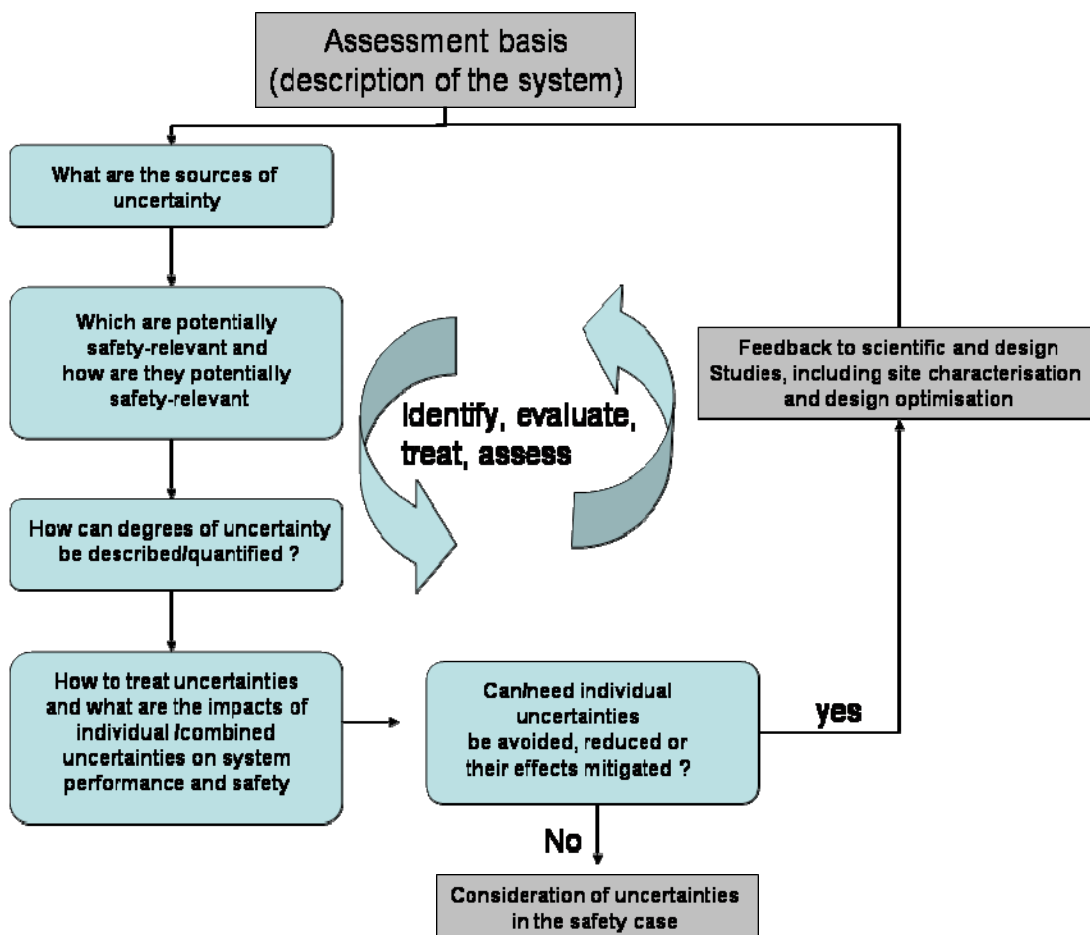 Assessment basis
(description of the system)
What are the sources of
uncertainty
Which are potentially
safety-relevant and
how are they potentially
safety-relevant
How can degrees of uncertainty
be described/quantified ?
How to treat uncertainties
and what are the impacts of
individual /combined
uncertainties on system
performance and safety
Identify, evaluate,
treat, assess
Can/need individual
uncertainties
be avoided, reduced or
their effects mitigated ?
yes
No
Feedback to scientific and design
Studies, including site characterisation
and design optimisation
Consideration of uncertainties
in the safety case